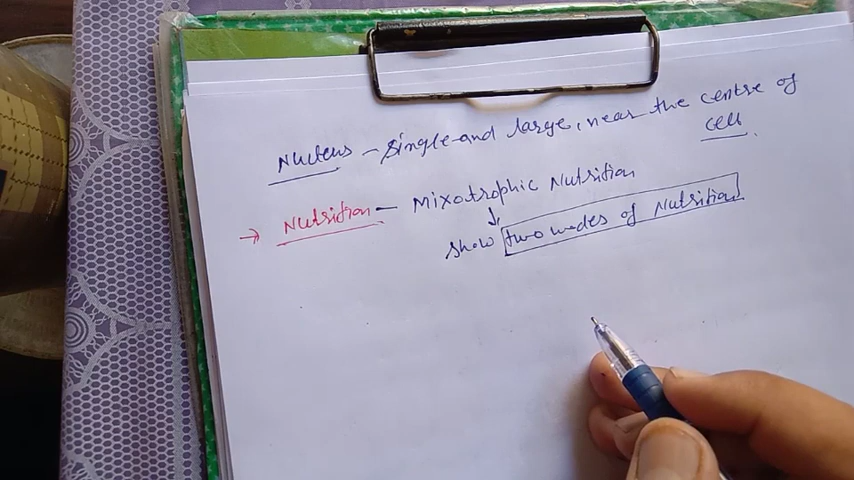 Nucleus - single and large, near the centre of
cell.
→ Nutrition - Mixotrophic Nutrition
↓
show two modes of Nutrition